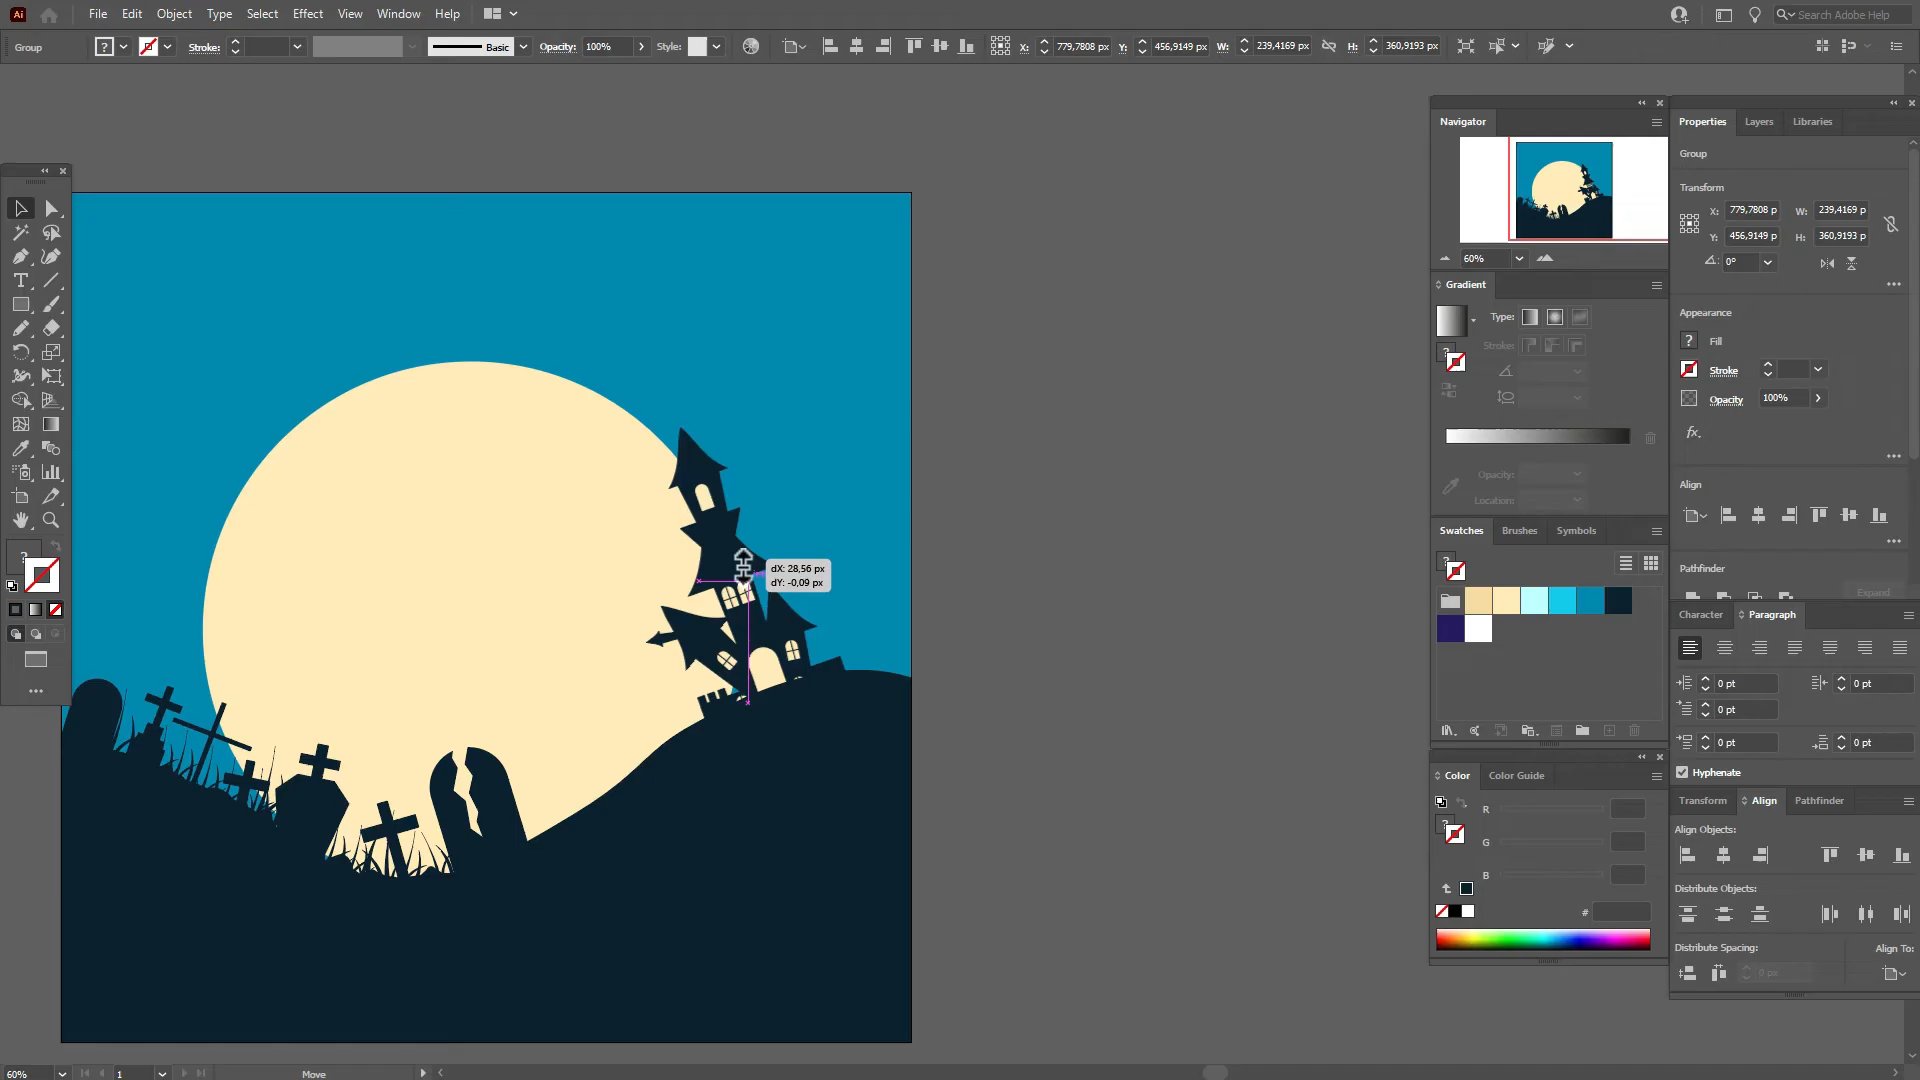 Ai File Edit Object Type Select Effect View Window Help Search Adobe Help
Group ? Stroke: Basic Opacity: 100% Style: X: 779,7808 px Y: 456,9149 px W: 239,4169 px H: 360,9193 px
Navigator
60%
Gradient
Type:
Stroke:
Opacity:
Location:
Swatches Brushes Symbols
Color Color Guide
R
G
B
#
Properties Layers Libraries
Group
Transform
X: 779,7808 p W: 239,4169 p
Y: 456,9149 p H: 360,9193 p
0°
Appearance
? Fill
Stroke
Opacity 100%
fx.
Align
Pathfinder
Expand
Character Paragraph
0 pt 0 pt
0 pt
0 pt 0 pt
Hyphenate
Transform Align Pathfinder
Align Objects:
Distribute Objects:
Distribute Spacing: Align To:
0 px
dX: 28,56 px
dY: -0,09 px
60% 1 Move